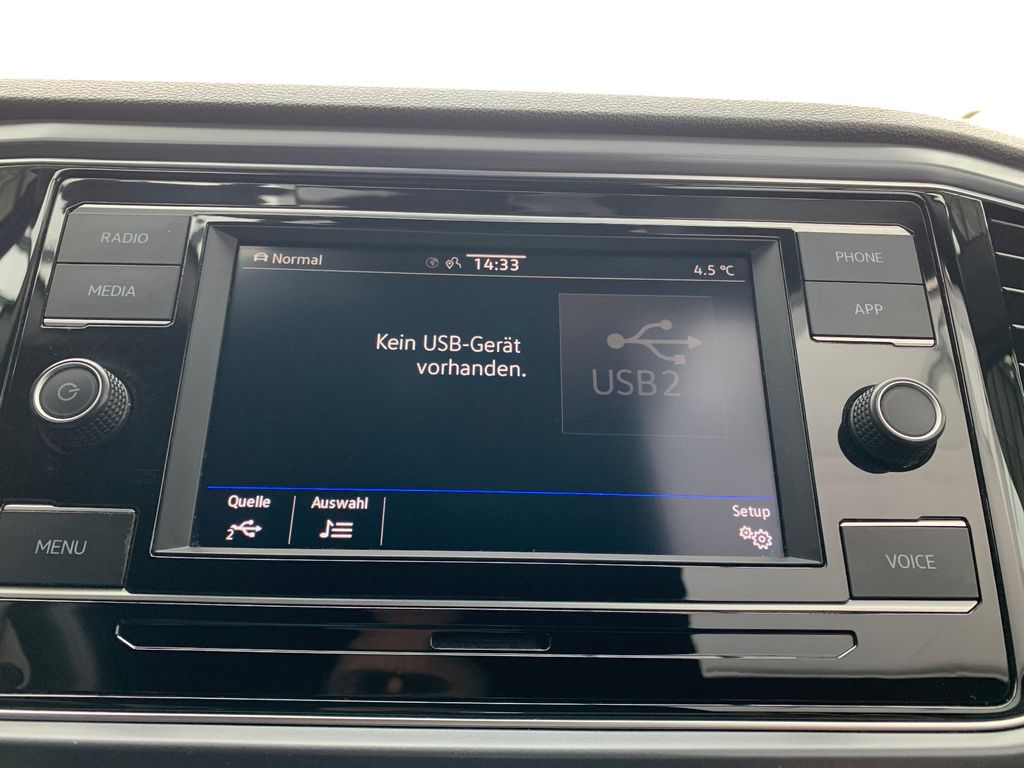 RADIO
MEDIA
MENU
Normal
14:33
4.5 °C
Kein USB-Gerät
vorhanden.
USB2
Quelle
2
Auswahl
Setup
PHONE
APP
VOICE